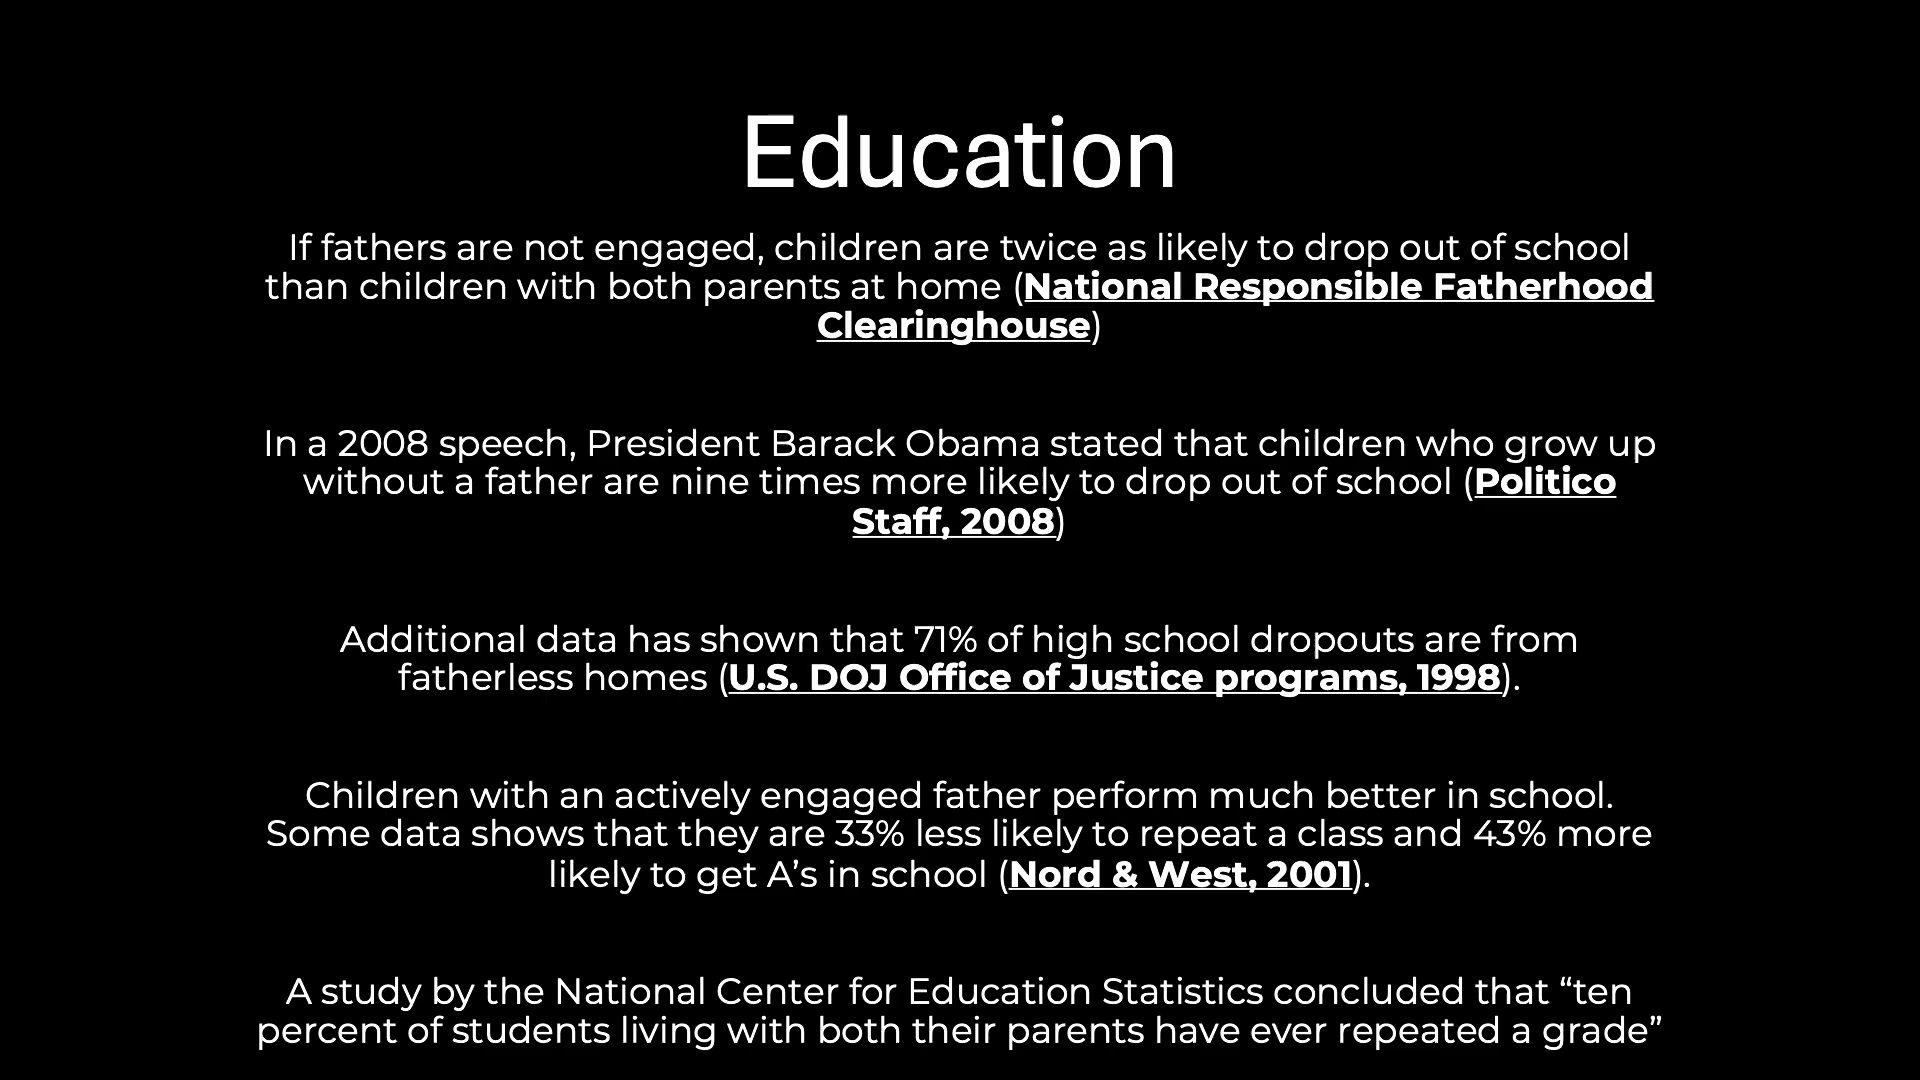 Education
If fathers are not engaged, children are twice as likely to drop out of school
than children with both parents at home (National Responsible Fatherhood
Clearinghouse)
In a 2008 speech, President Barack Obama stated that children who grow up
without a father are nine times more likely to drop out of school (Politico
Staff, 2008)
Additional data has shown that 71% of high school dropouts are from
fatherless homes (U.S. DOJ Office of Justice programs, 1998).
Children with an actively engaged father perform much better in school.
Some data shows that they are 33% less likely to repeat a class and 43% more
likely to get A’s in school (Nord & West, 2001).
A study by the National Center for Education Statistics concluded that “ten
percent of students living with both their parents have ever repeated a grade”